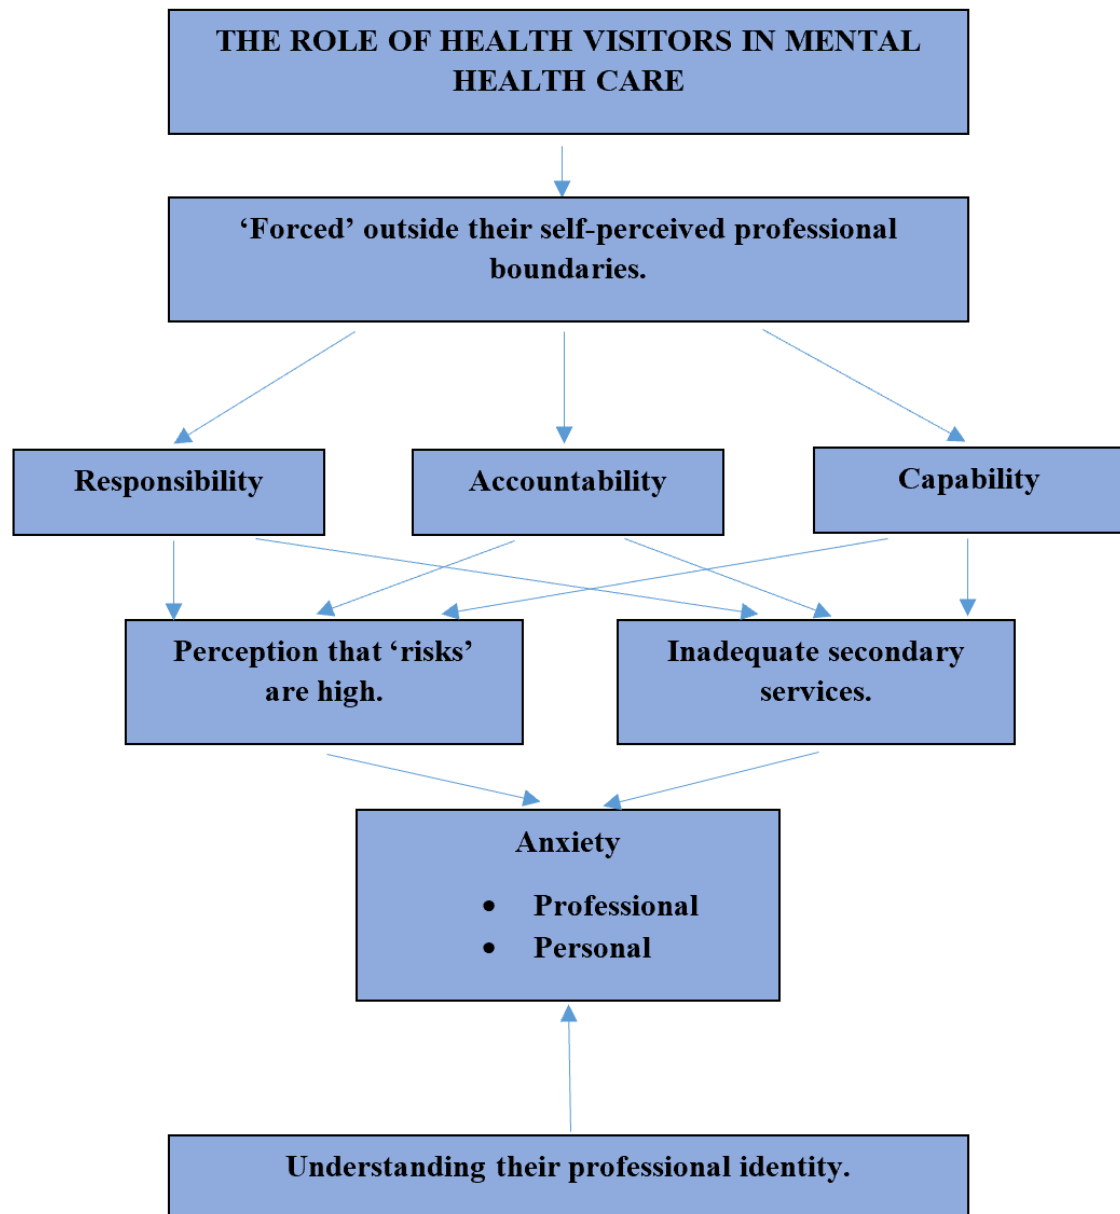 THE ROLE OF HEALTH VISITORS IN MENTAL
HEALTH CARE
‘Forced’ outside their self-perceived professional
boundaries.
Responsibility
Accountability
Capability
Perception that ‘risks’
are high.
Inadequate secondary
services.
Anxiety
• Professional
• Personal
Understanding their professional identity.